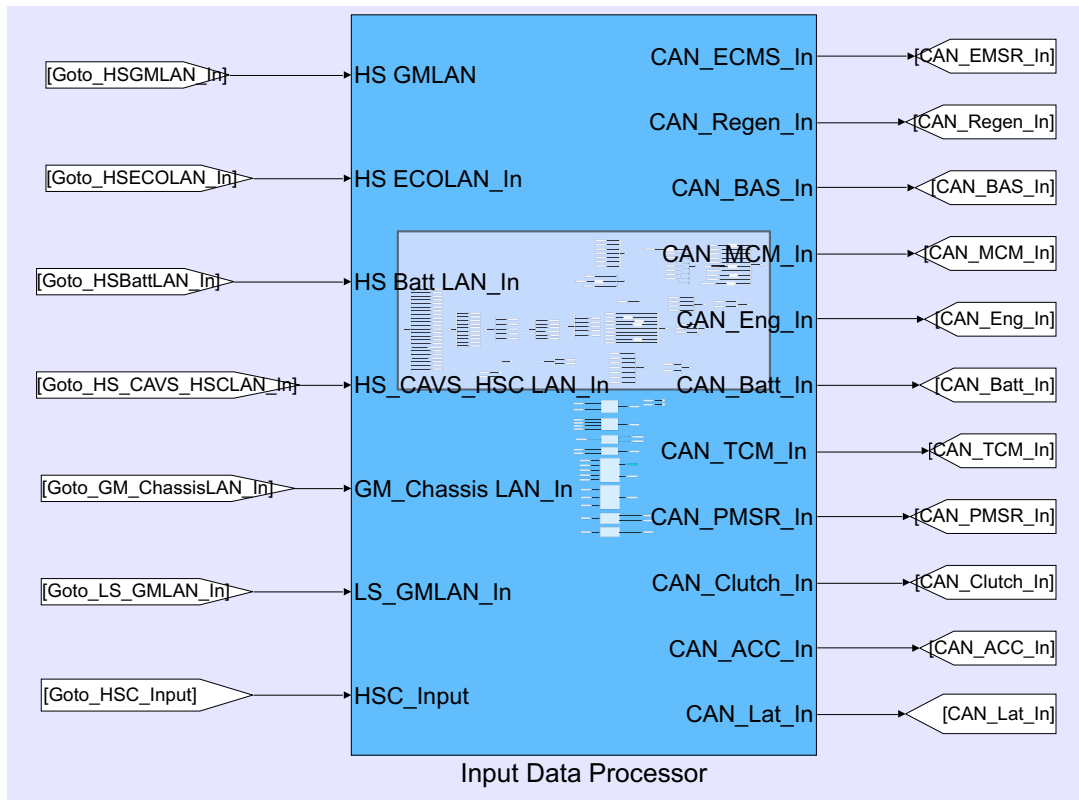 [Goto_HSGMLAN_In]
[Goto_HSECOLAN_In]
[Goto_HSBattLAN_In]
[Goto_HS_CAVS_HSCLAN_In]
[Goto_GM_ChassisLAN_In]
[Goto_LS_GMLAN_In]
[Goto_HSC_Input]
HS GMLAN
HS ECOLAN_In
HS Batt LAN_In
HS_CAVS_HSC LAN_In
GM_Chassis LAN_In
LS_GMLAN_In
HSC_Input
CAN_ECMS_In
CAN_Regen_In
CAN_BAS_In
CAN_MCM_In
CAN_Eng_In
CAN_Batt_In
CAN_TCM_In
CAN_PMSR_In
CAN_Clutch_In
CAN_ACC_In
CAN_Lat_In
[CAN_EMSR_In]
[CAN_Regen_In]
[CAN_BAS_In]
[CAN_MCM_In]
[CAN_Eng_In]
[CAN_Batt_In]
[CAN_TCM_In]
[CAN_PMSR_In]
[CAN_Clutch_In]
[CAN_ACC_In]
[CAN_Lat_In]
Input Data Processor